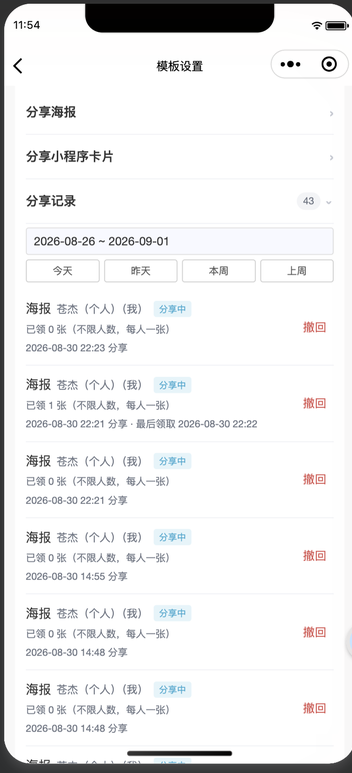 11:54
模板设置
分享海报
分享小程序卡片
分享记录 43
2026-08-26 ~ 2026-09-01
今天 昨天 本周 上周
海报 苍杰（个人）（我） 分享中
已领 0 张（不限人数，每人一张） 撤回
2026-08-30 22:23 分享
海报 苍杰（个人）（我） 分享中
已领 1 张（不限人数，每人一张） 撤回
2026-08-30 22:21 分享 · 最后领取 2026-08-30 22:22
海报 苍杰（个人）（我） 分享中
已领 0 张（不限人数，每人一张） 撤回
2026-08-30 22:21 分享
海报 苍杰（个人）（我） 分享中
已领 0 张（不限人数，每人一张） 撤回
2026-08-30 14:55 分享
海报 苍杰（个人）（我） 分享中
已领 0 张（不限人数，每人一张） 撤回
2026-08-30 14:48 分享
海报 苍杰（个人）（我） 分享中
已领 0 张（不限人数，每人一张） 撤回
2026-08-30 14:48 分享